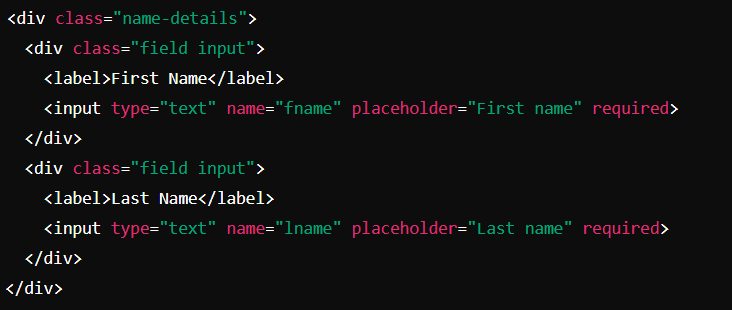 <div class="name-details">
  <div class="field input">
    <label>First Name</label>
    <input type="text" name="fname" placeholder="First name" required>
  </div>
  <div class="field input">
    <label>Last Name</label>
    <input type="text" name="lname" placeholder="Last name" required>
  </div>
</div>